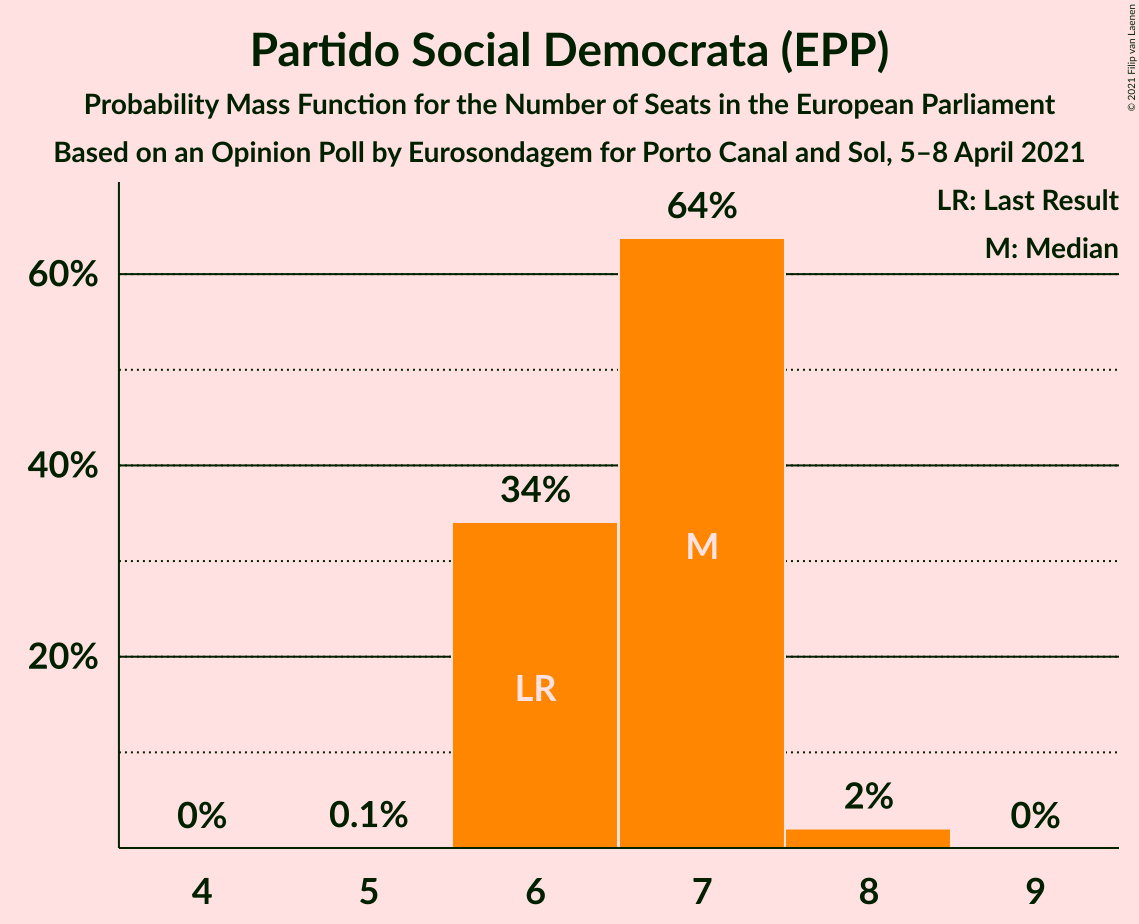 Partido Social Democrata (EPP)
Probability Mass Function for the Number of Seats in the European Parliament
Based on an Opinion Poll by Eurosondagem for Porto Canal and Sol, 5–8 April 2021
© 2021 Filip van Laenen
LR: Last Result
M: Median
64%
60%
40%
34%
M
20%
LR
0%
0.1%
2%
0%
4 5 6 7 8 9